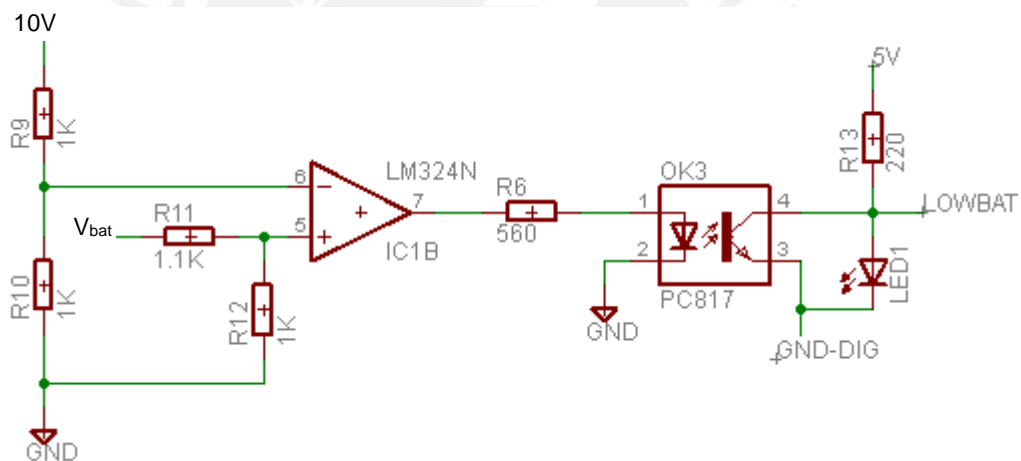 10V
R9
1K
R10
1K
GND
Vbat
R11
1.1K
R12
1K
6
5
7
LM324N
IC1B
R6
560
OK3
1
2
4
3
PC817
GND
5V
R13
220
LOWBAT
LED1
GND-DIG